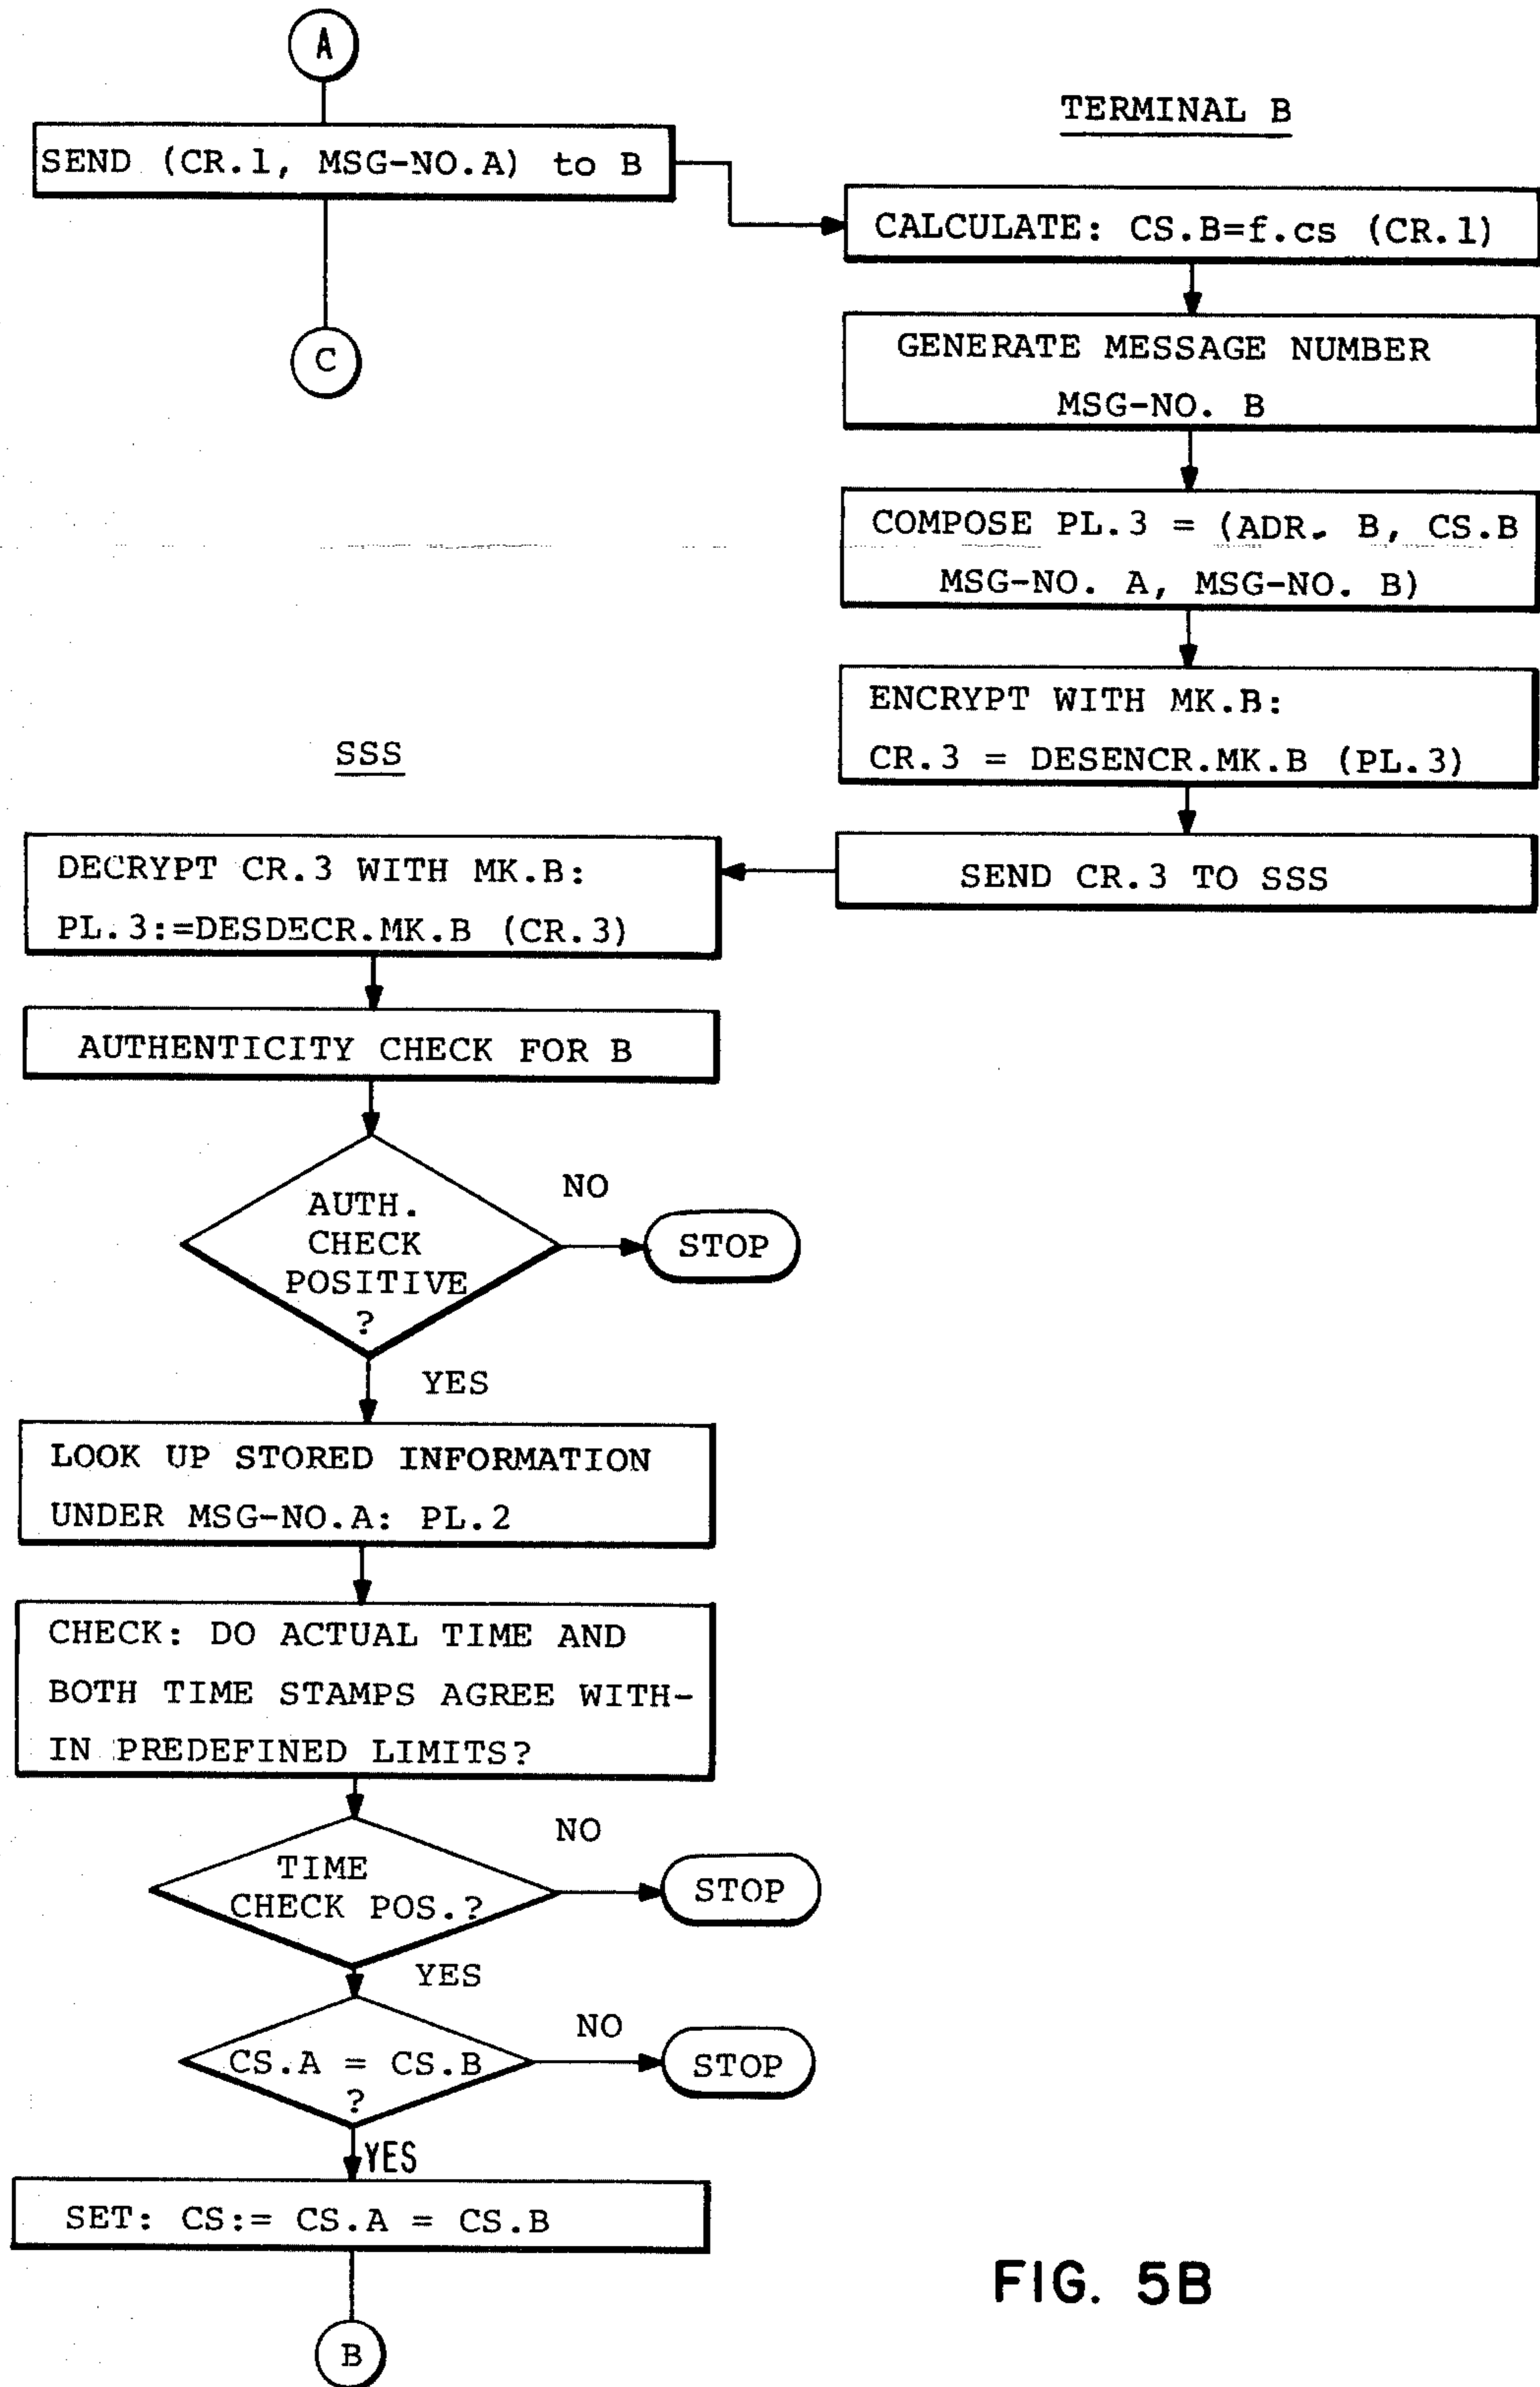 A
SEND (CR.1, MSG-NO.A) to B
C
TERMINAL B
CALCULATE: CS.B=f.cs (CR.1)
GENERATE MESSAGE NUMBER
MSG-NO. B
COMPOSE PL.3 = (ADR. B, CS.B
MSG-NO. A, MSG-NO. B)
ENCRYPT WITH MK.B:
CR.3 = DESENCR.MK.B (PL.3)
SEND CR.3 TO SSS
SSS
DECRYPT CR.3 WITH MK.B:
PL.3:=DESDECR.MK.B (CR.3)
AUTHENTICITY CHECK FOR B
AUTH.
CHECK
POSITIVE
?
NO
STOP
YES
LOOK UP STORED INFORMATION
UNDER MSG-NO.A: PL.2
CHECK: DO ACTUAL TIME AND
BOTH TIME STAMPS AGREE WITH-
IN PREDEFINED LIMITS?
TIME
CHECK POS.?
NO
STOP
YES
CS.A = CS.B
?
NO
STOP
YES
SET: CS:= CS.A = CS.B
B
FIG. 5B